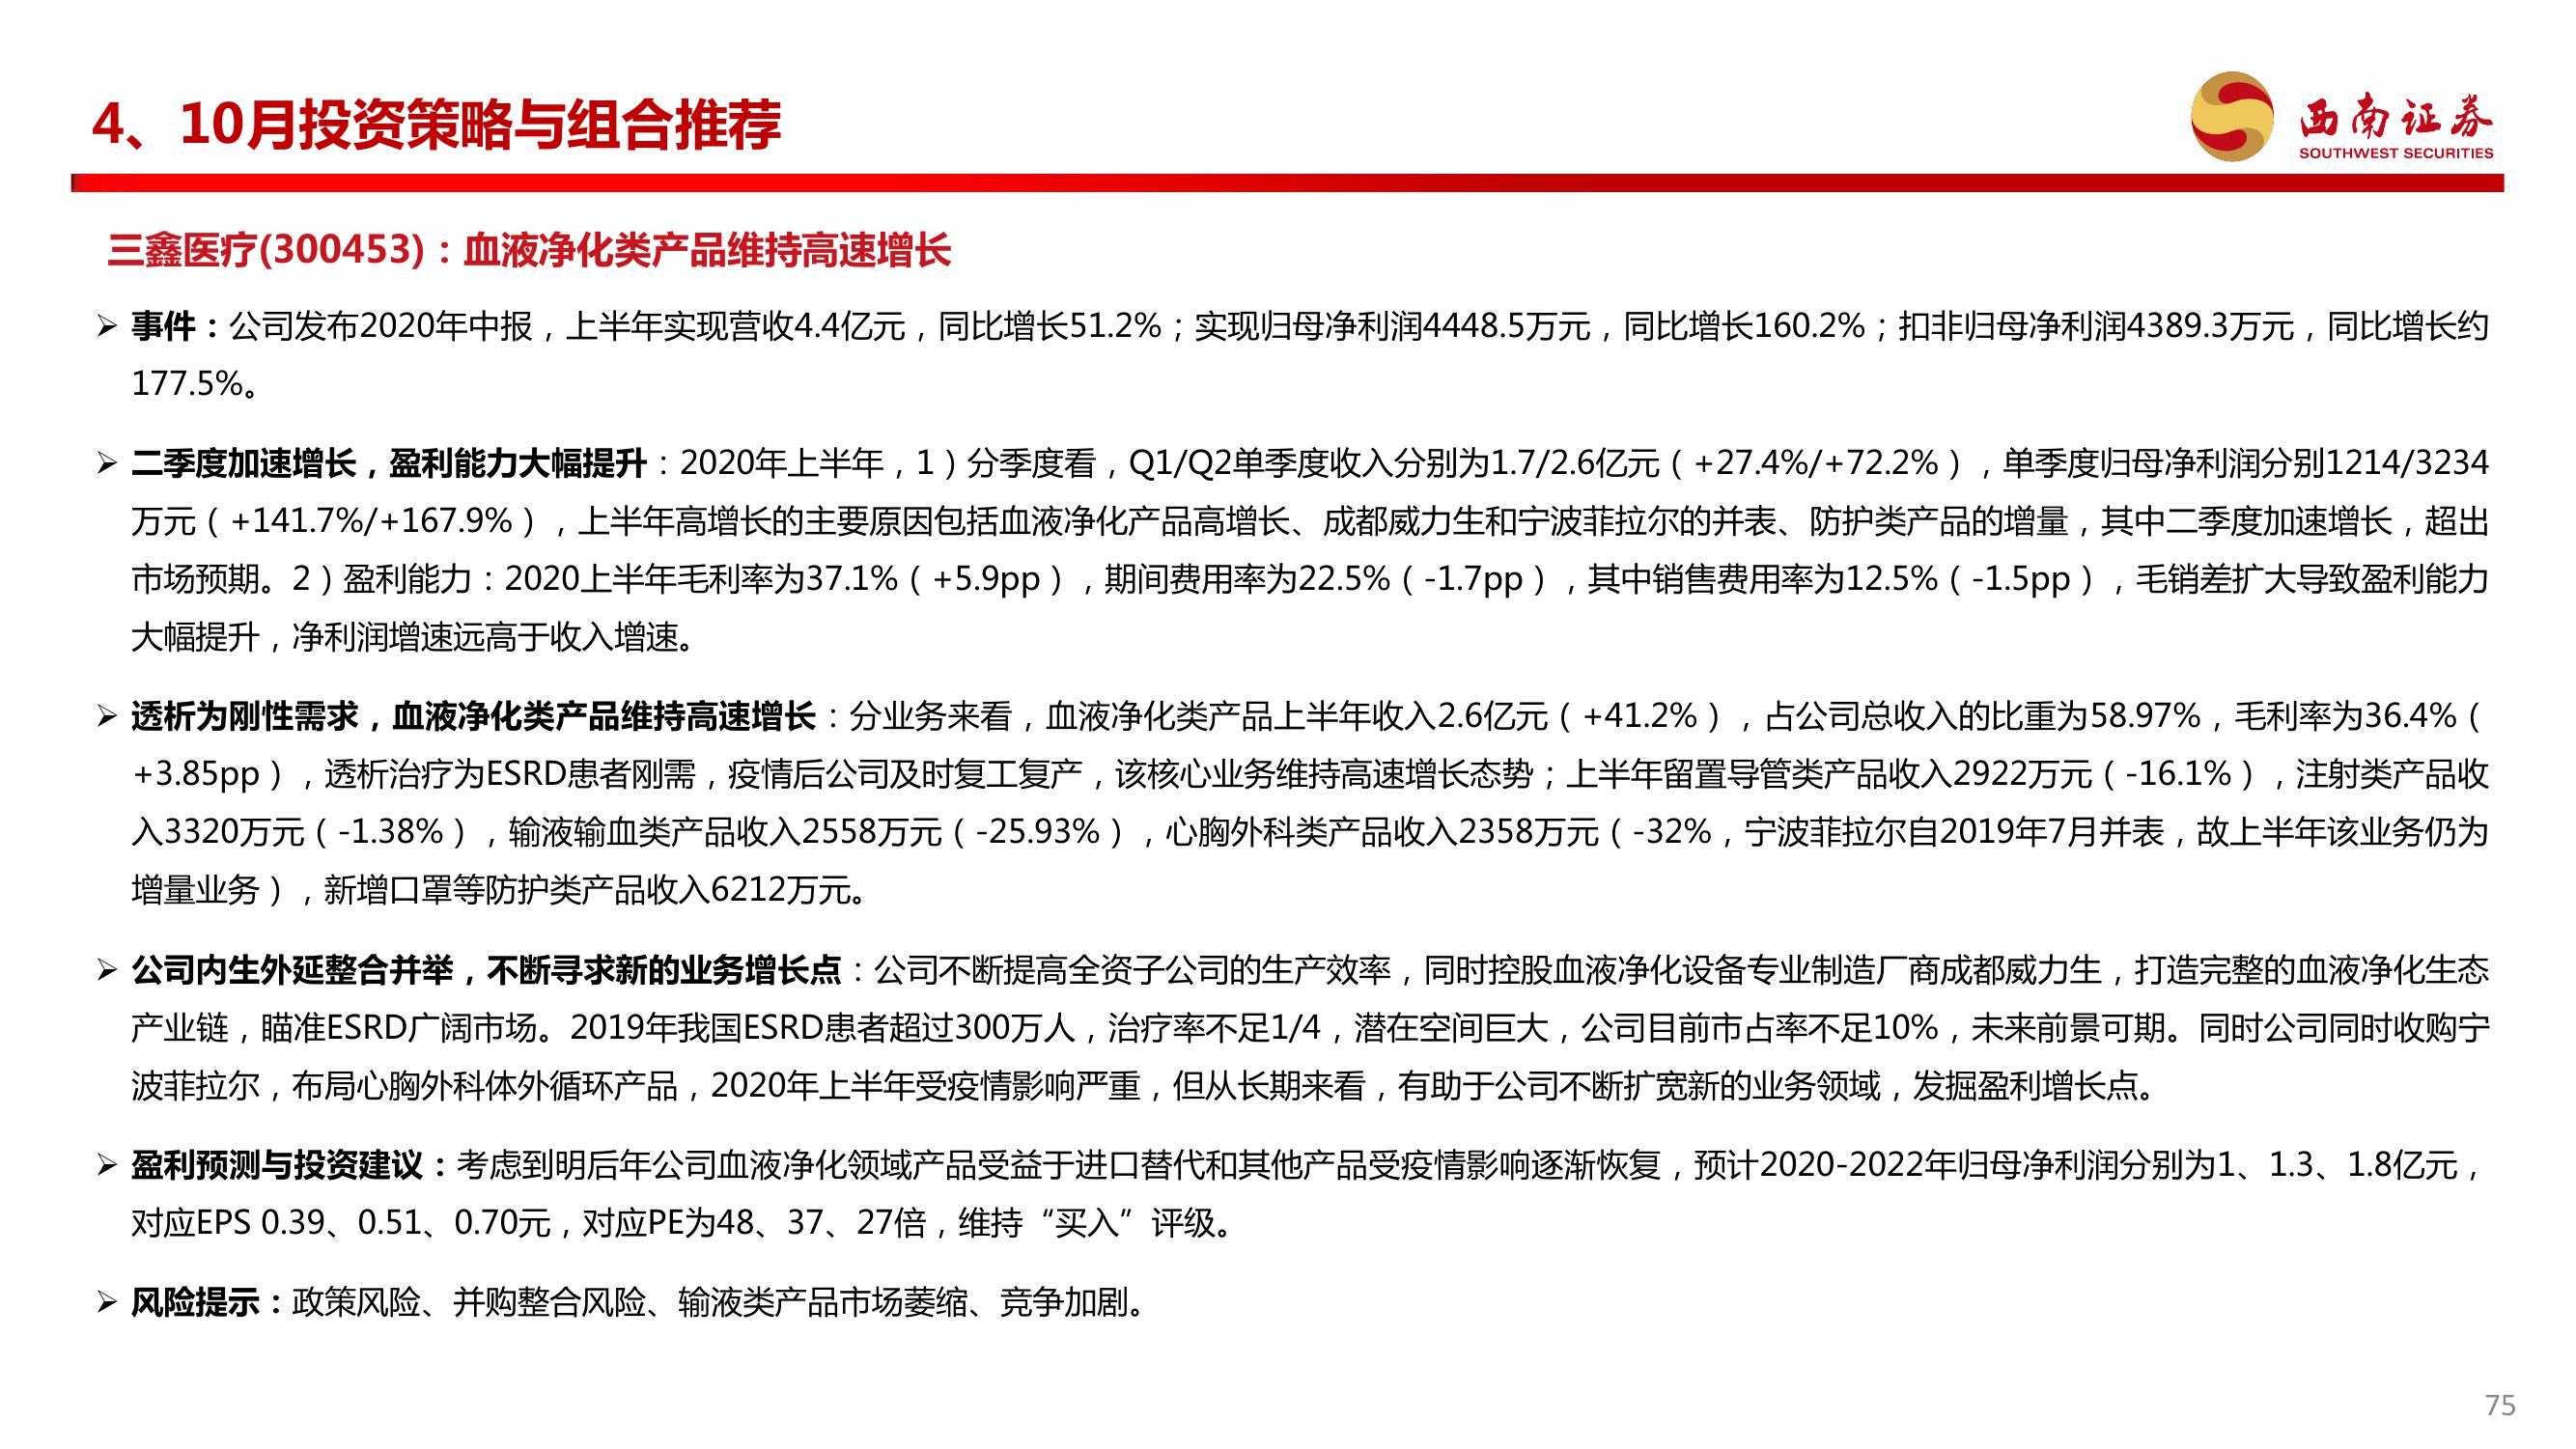 4、10月投资策略与组合推荐
西南证券
SOUTHWEST SECURITIES
三鑫医疗(300453)：血液净化类产品维持高速增长
➢ 事件：公司发布2020年中报，上半年实现营收4.4亿元，同比增长51.2%；实现归母净利润4448.5万元，同比增长160.2%；扣非归母净利润4389.3万元，同比增长约
177.5%。
➢ 二季度加速增长，盈利能力大幅提升：2020年上半年，1）分季度看，Q1/Q2单季度收入分别为1.7/2.6亿元（+27.4%/+72.2%），单季度归母净利润分别1214/3234
万元（+141.7%/+167.9%），上半年高增长的主要原因包括血液净化产品高增长、成都威力生和宁波菲拉尔的并表、防护类产品的增量，其中二季度加速增长，超出
市场预期。2）盈利能力：2020上半年毛利率为37.1%（+5.9pp），期间费用率为22.5%（-1.7pp），其中销售费用率为12.5%（-1.5pp），毛销差扩大导致盈利能力
大幅提升，净利润增速远高于收入增速。
➢ 透析为刚性需求，血液净化类产品维持高速增长：分业务来看，血液净化类产品上半年收入2.6亿元（+41.2%），占公司总收入的比重为58.97%，毛利率为36.4%（
+3.85pp），透析治疗为ESRD患者刚需，疫情后公司及时复工复产，该核心业务维持高速增长态势；上半年留置导管类产品收入2922万元（-16.1%），注射类产品收
入3320万元（-1.38%），输液输血类产品收入2558万元（-25.93%），心胸外科类产品收入2358万元（-32%，宁波菲拉尔自2019年7月并表，故上半年该业务仍为
增量业务），新增口罩等防护类产品收入6212万元。
➢ 公司内生外延整合并举，不断寻求新的业务增长点：公司不断提高全资子公司的生产效率，同时控股血液净化设备专业制造厂商成都威力生，打造完整的血液净化生态
产业链，瞄准ESRD广阔市场。2019年我国ESRD患者超过300万人，治疗率不足1/4，潜在空间巨大，公司目前市占率不足10%，未来前景可期。同时公司同时收购宁
波菲拉尔，布局心胸外科体外循环产品，2020年上半年受疫情影响严重，但从长期来看，有助于公司不断扩宽新的业务领域，发掘盈利增长点。
➢ 盈利预测与投资建议：考虑到明后年公司血液净化领域产品受益于进口替代和其他产品受疫情影响逐渐恢复，预计2020-2022年归母净利润分别为1、1.3、1.8亿元，
对应EPS 0.39、0.51、0.70元，对应PE为48、37、27倍，维持“买入”评级。
➢ 风险提示：政策风险、并购整合风险、输液类产品市场萎缩、竞争加剧。
75